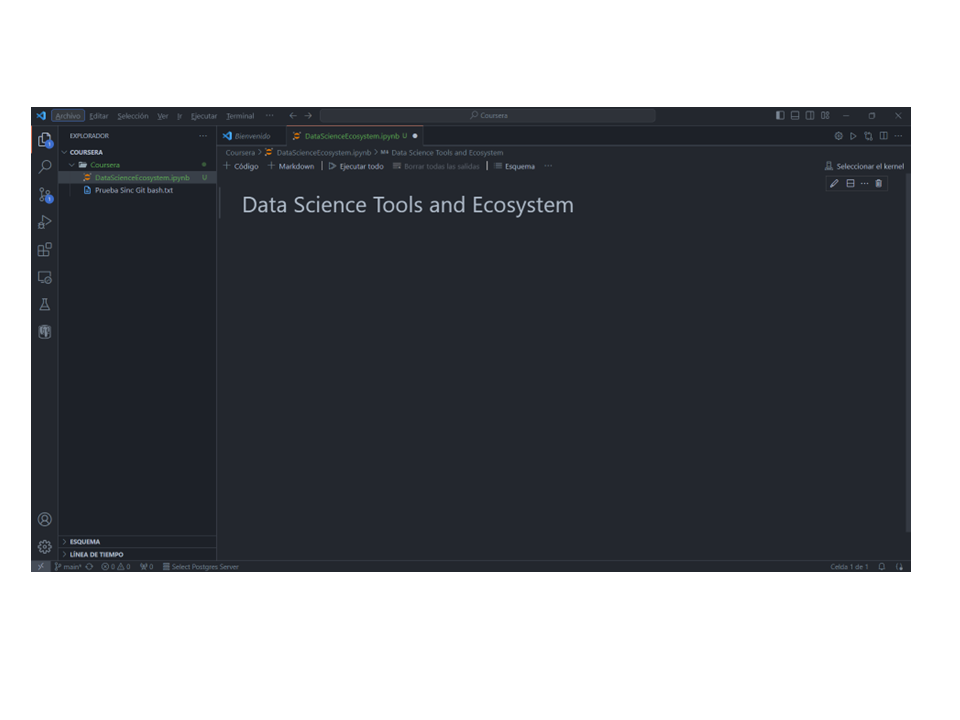 Archivo Editar Selección Ver Ir Ejecutar Terminal ··· Coursera
EXPLORADOR ···
Bienvenido DataScienceEcosystem.ipynb U
COURSERA
Coursera > DataScienceEcosystem.ipynb > M↓ Data Science Tools and Ecosystem
Coursera
+ Código + Markdown Ejecutar todo Borrar todas las salidas Esquema ··· Seleccionar el kernel
DataScienceEcosystem.ipynb U
Prueba Sinc Git bash.txt
Data Science Tools and Ecosystem
ESQUEMA
LÍNEA DE TIEMPO
main* 0 0 0 Select Postgres Server Celda 1 de 1